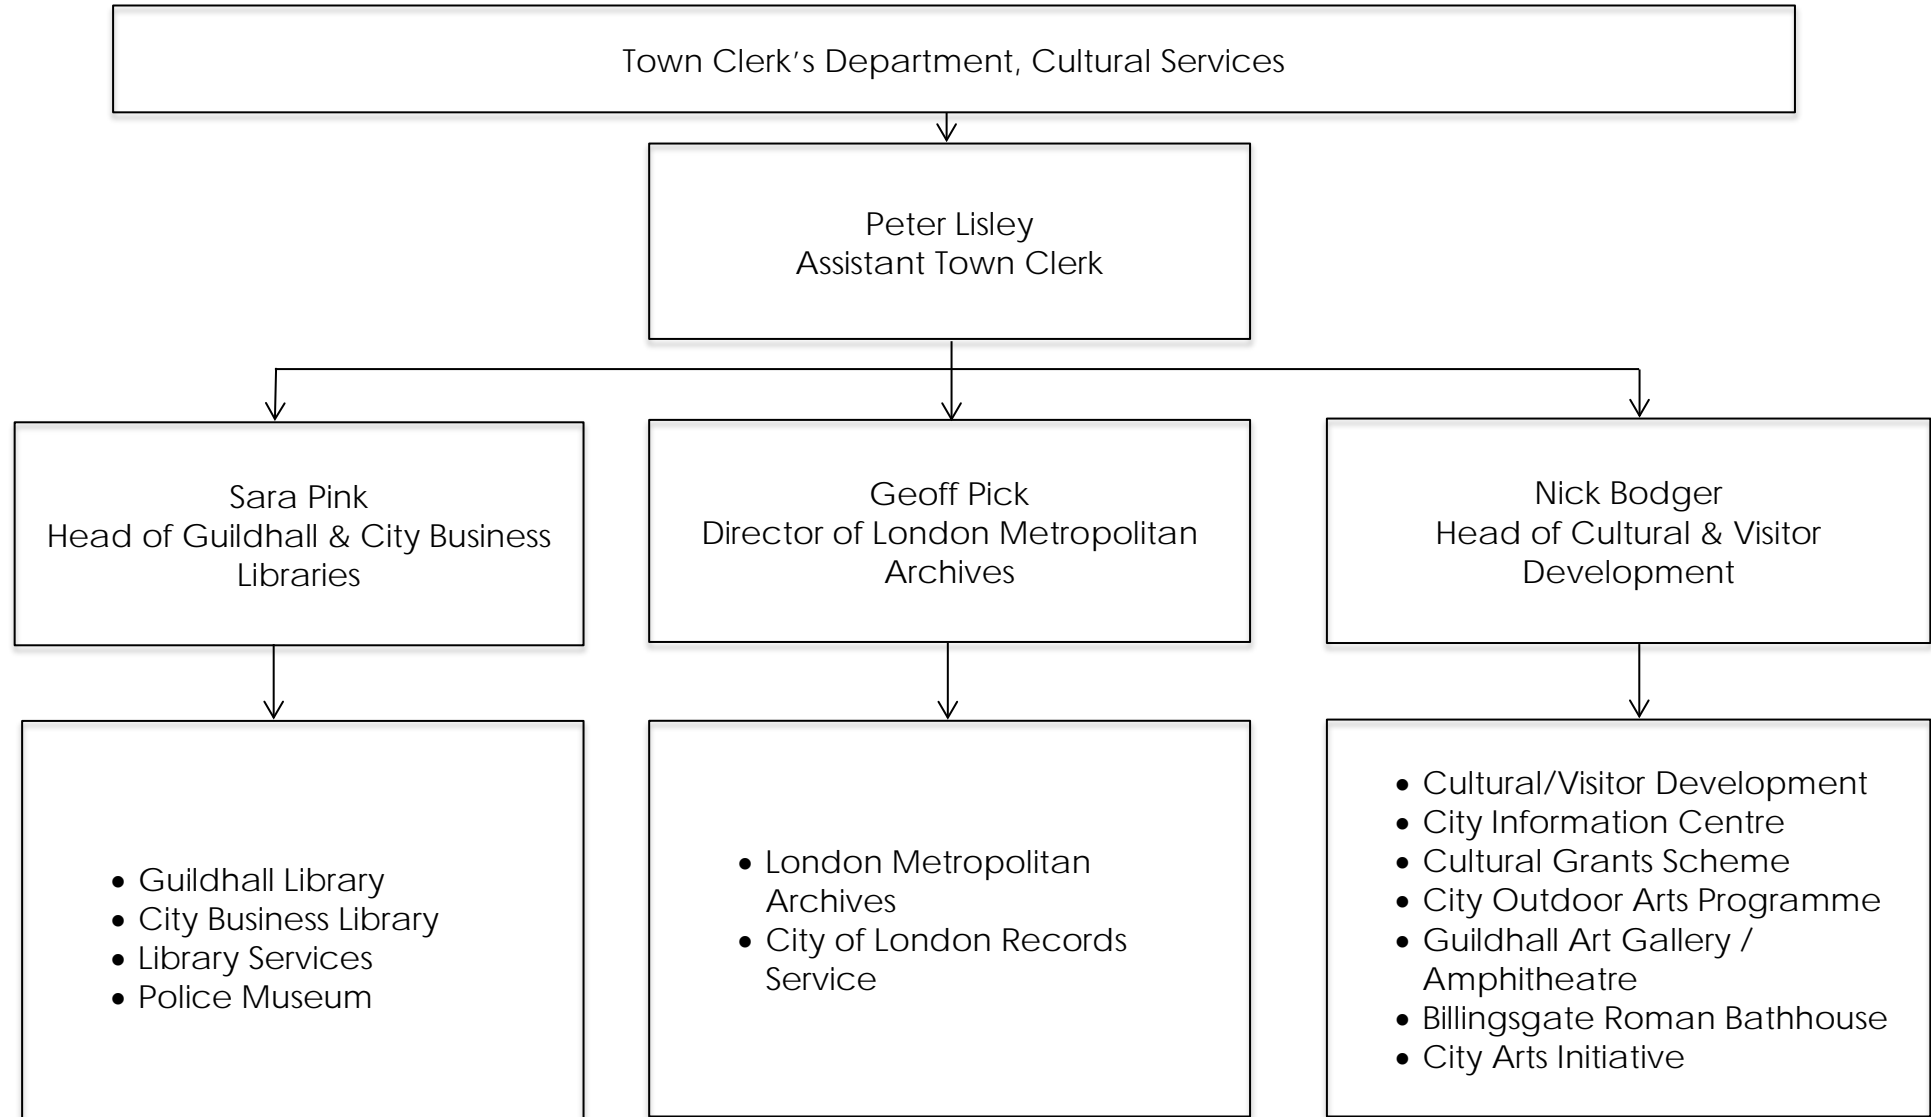 Town Clerk’s Department, Cultural Services
Peter Lisley
Assistant Town Clerk
Sara Pink
Head of Guildhall & City Business
Libraries
Geoff Pick
Director of London Metropolitan
Archives
Nick Bodger
Head of Cultural & Visitor
Development
• Guildhall Library
• City Business Library
• Library Services
• Police Museum
• London Metropolitan
Archives
• City of London Records
Service
• Cultural/Visitor Development
• City Information Centre
• Cultural Grants Scheme
• City Outdoor Arts Programme
• Guildhall Art Gallery /
Amphitheatre
• Billingsgate Roman Bathhouse
• City Arts Initiative